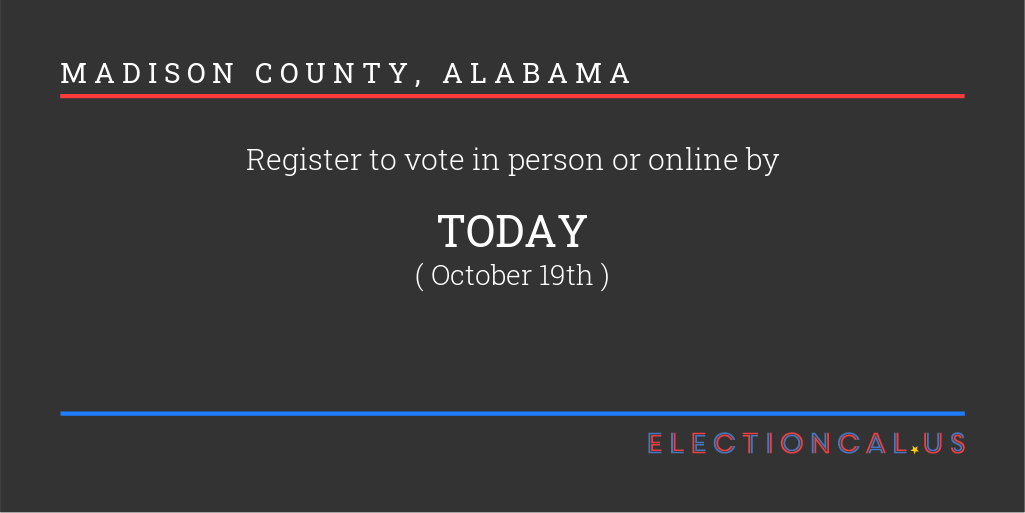 MADISON COUNTY, ALABAMA
Register to vote in person or online by
TODAY
( October 19th )
ELECTIONCAL.US